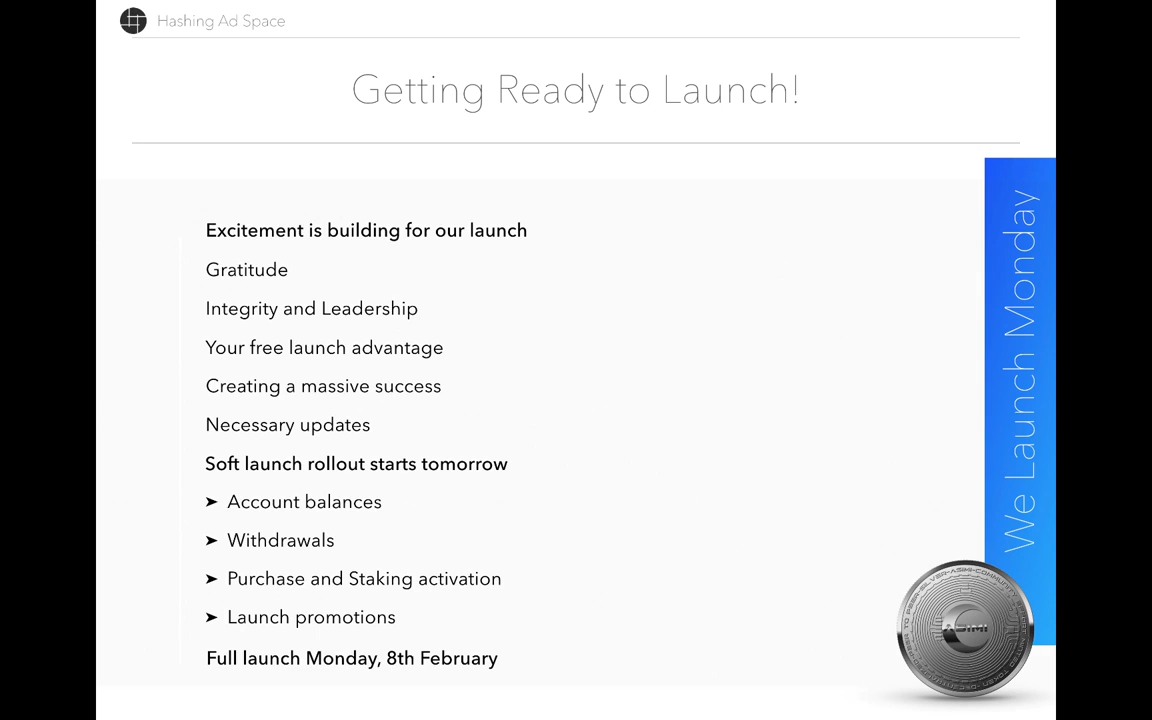 Hashing Ad Space
Getting Ready to Launch!
Excitement is building for our launch
Gratitude
Integrity and Leadership
Your free launch advantage
Creating a massive success
Necessary updates
Soft launch rollout starts tomorrow
➤ Account balances
➤ Withdrawals
➤ Purchase and Staking activation
➤ Launch promotions
Full launch Monday, 8th February
We Launch Monday
ASIMI